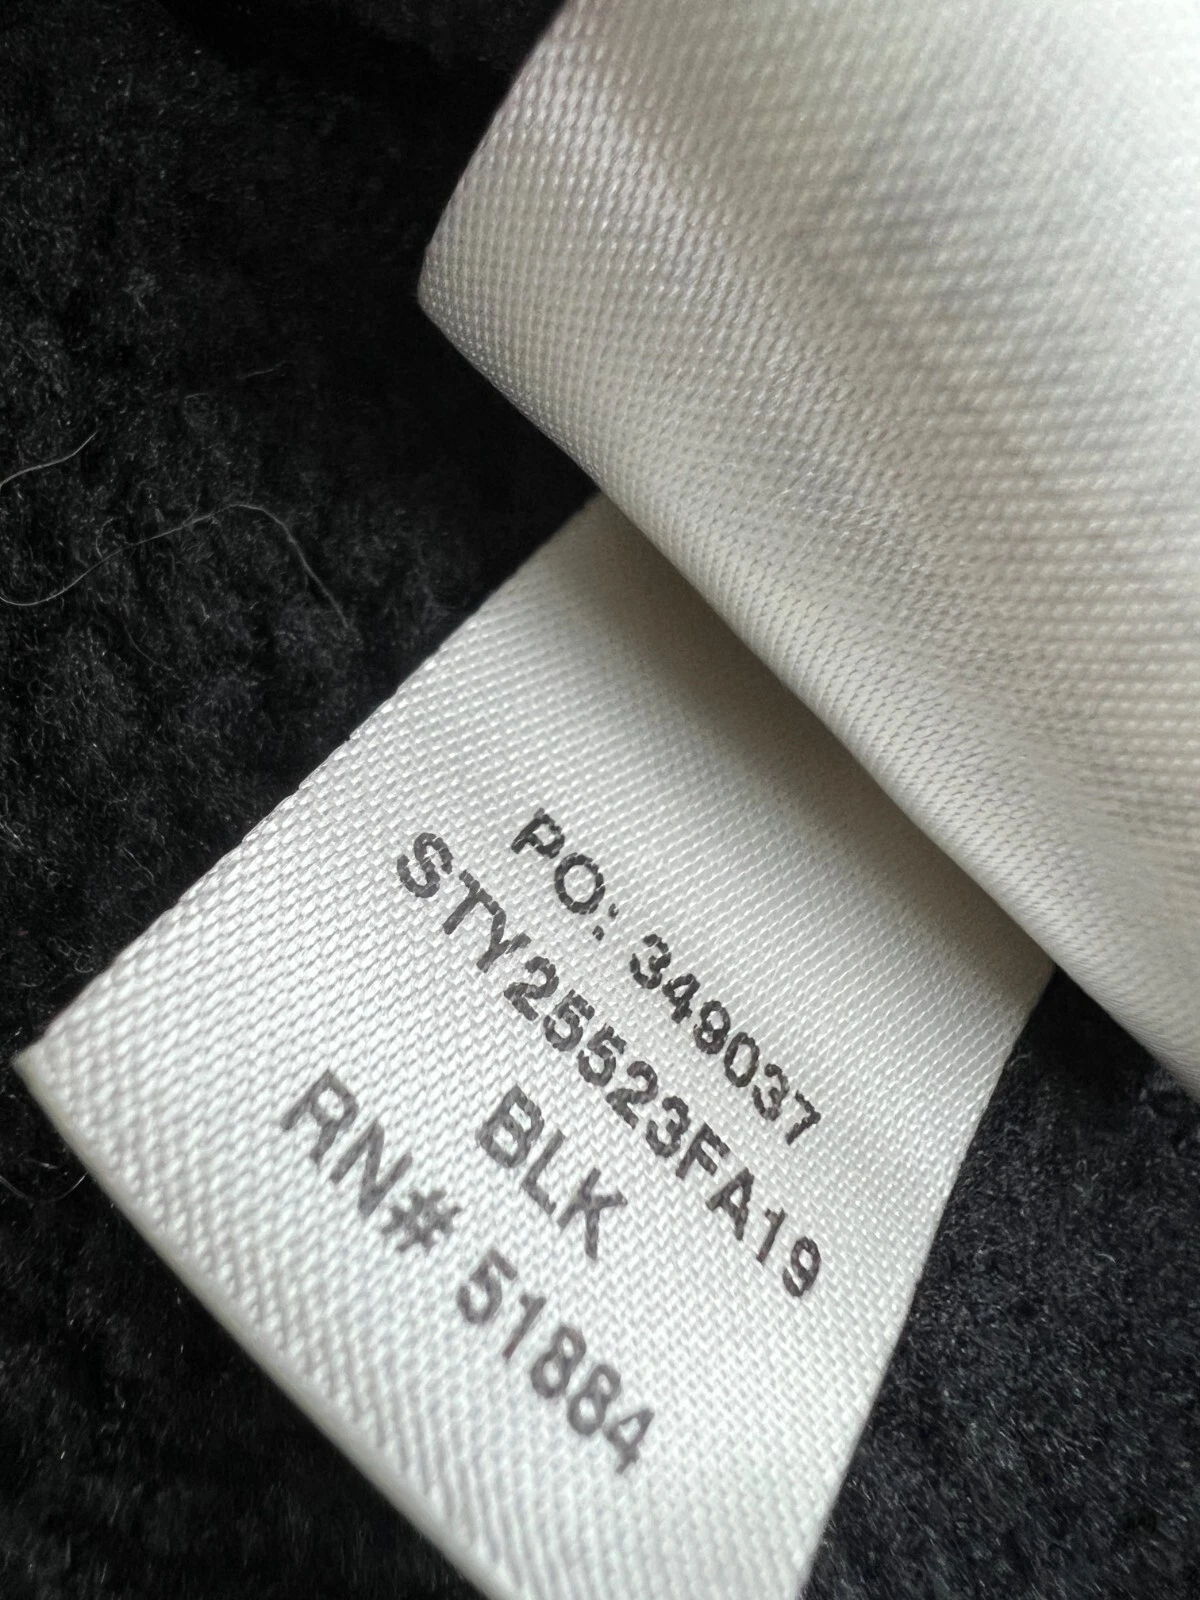 PO: 349037
STY25523FA19
BLK
RN# 51884